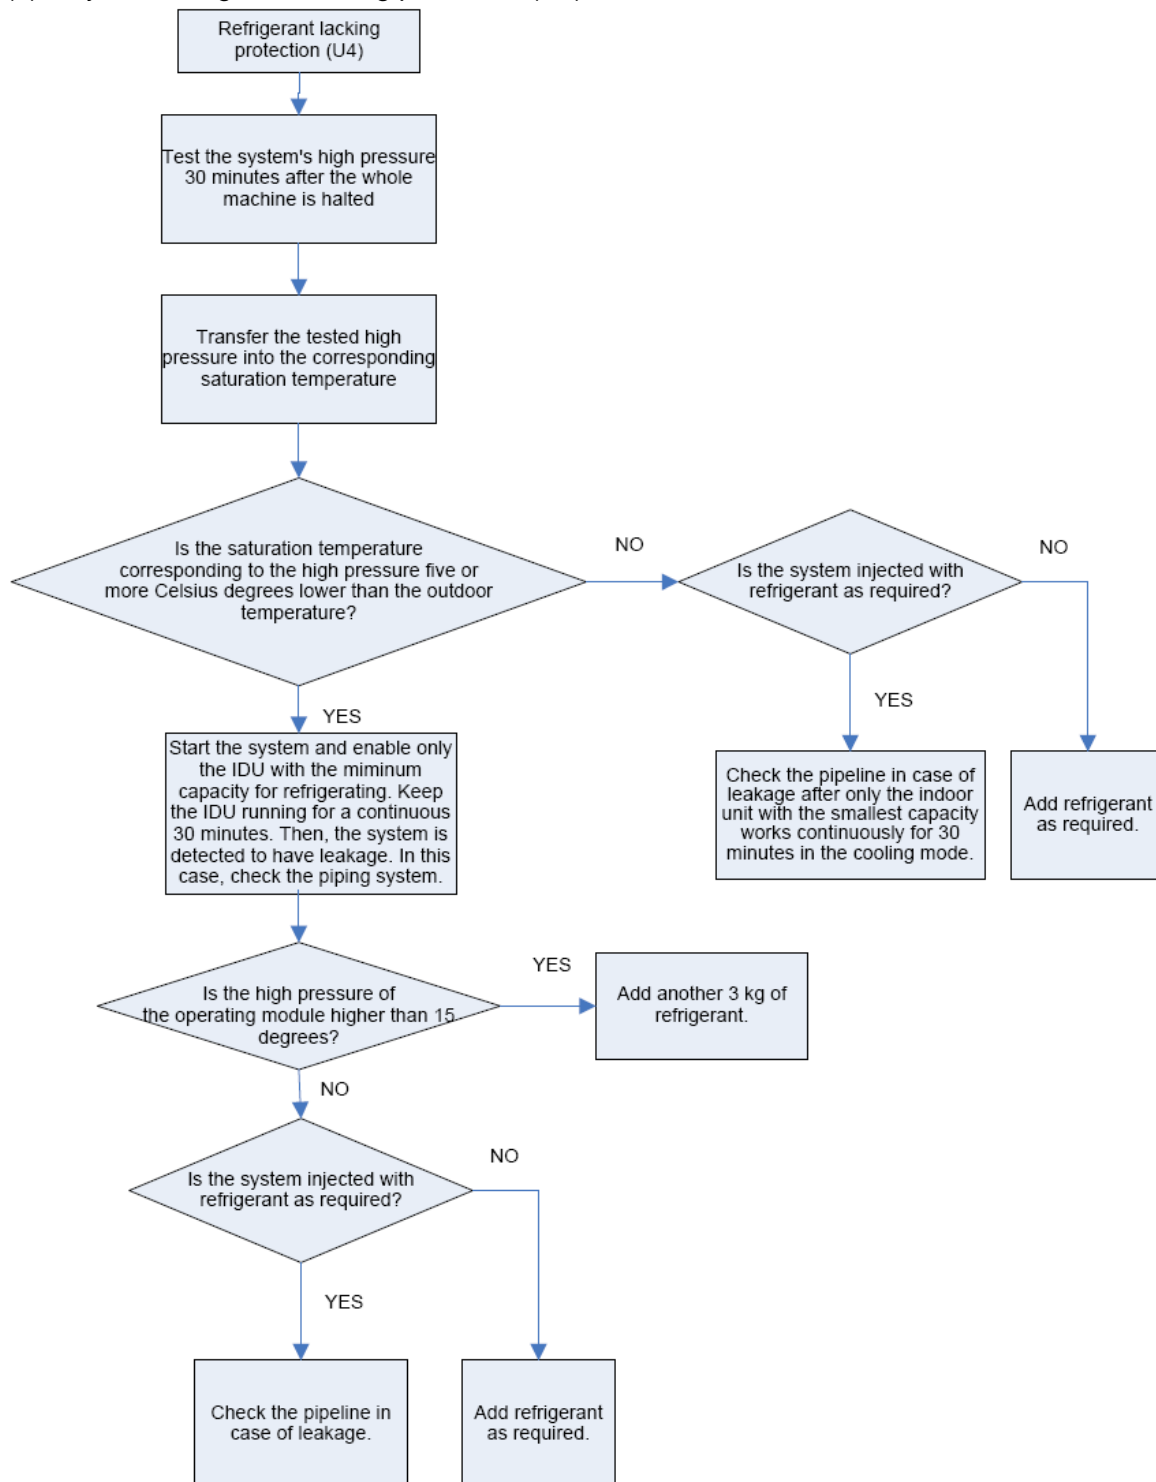 Refrigerant lacking
protection (U4)
Test the system's high pressure
30 minutes after the whole
machine is halted
Transfer the tested high
pressure into the corresponding
saturation temperature
Is the saturation temperature
corresponding to the high pressure five or
more Celsius degrees lower than the outdoor
temperature?
NO
Is the system injected with
refrigerant as required?
NO
YES
YES
Start the system and enable only
the IDU with the miminum
capacity for refrigerating. Keep
the IDU running for a continuous
30 minutes. Then, the system is
detected to have leakage. In this
case, check the piping system.
Check the pipeline in case of
leakage after only the indoor
unit with the smallest capacity
works continuously for 30
minutes in the cooling mode.
Add refrigerant
as required.
Is the high pressure of
the operating module higher than 15
degrees?
YES
Add another 3 kg of
refrigerant.
NO
Is the system injected with
refrigerant as required?
NO
YES
Check the pipeline in
case of leakage.
Add refrigerant
as required.